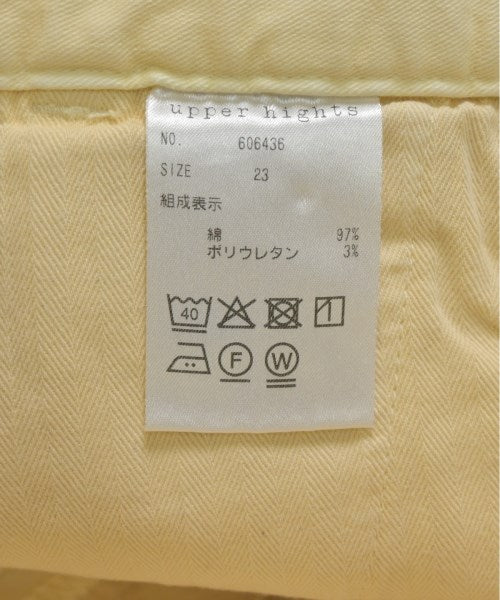 upper hights
NO. 606436
SIZE 23
組成表示
綿 97%
ポリウレタン 3%
40
F W